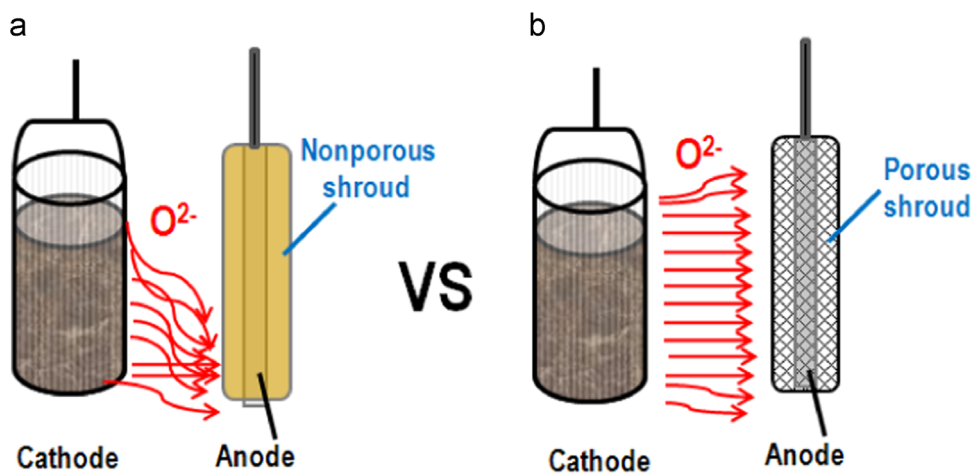 a
Nonporous
shroud
O²⁻
Cathode
Anode
VS
b
O²⁻
Porous
shroud
Cathode
Anode